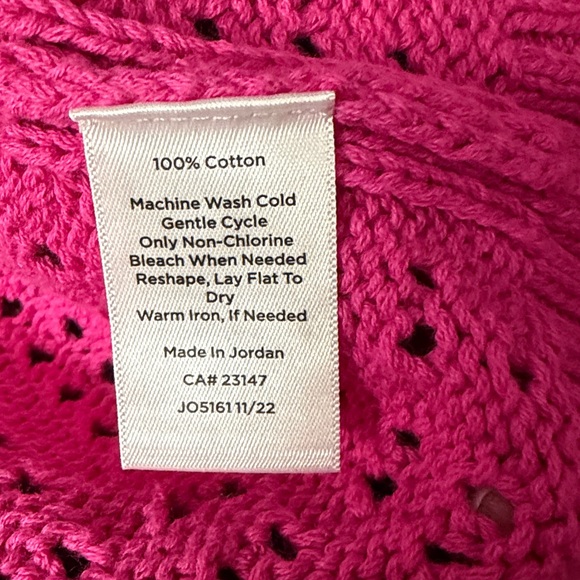 100% Cotton
Machine Wash Cold
Gentle Cycle
Only Non-Chlorine
Bleach When Needed
Reshape, Lay Flat To
Dry
Warm Iron, If Needed
Made In Jordan
CA# 23147
JO5161 11/22